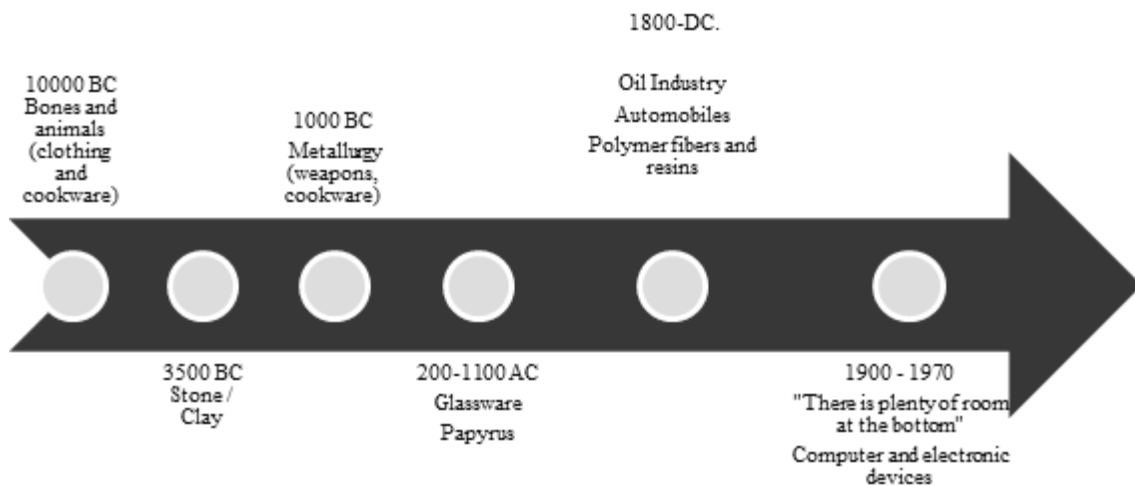 10000 BC
Bones and
animals
(clothing
and
cookware)
3500 BC
Stone /
Clay
1000 BC
Metallurgy
(weapons,
cookware)
200-1100 AC
Glassware
Papyrus
1800-DC.
Oil Industry
Automobiles
Polymer fibers and
resins
1900 - 1970
"There is plenty of room
at the bottom"
Computer and electronic
devices